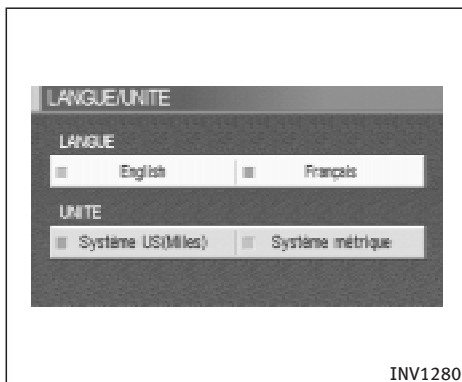 LANGUE/UNITE
LANGUE
English Français
UNITE
Système US(Miles) Système métrique
INV1280